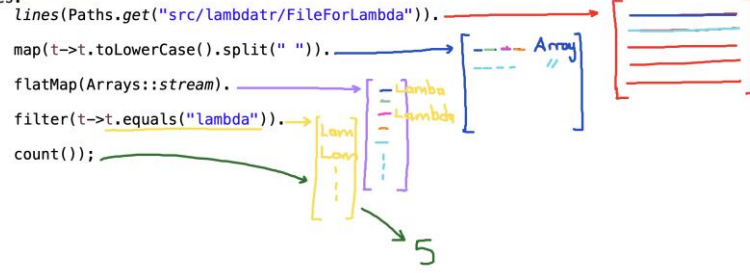 lines(Paths.get("src/lambdatr/FileForLambda")).
map(t->t.toLowerCase().split(" ")).
Array
"
flatMap(Arrays::stream).
Lamba
Lambda
filter(t->t.equals("lambda")).
Lam
Lam
count());
5